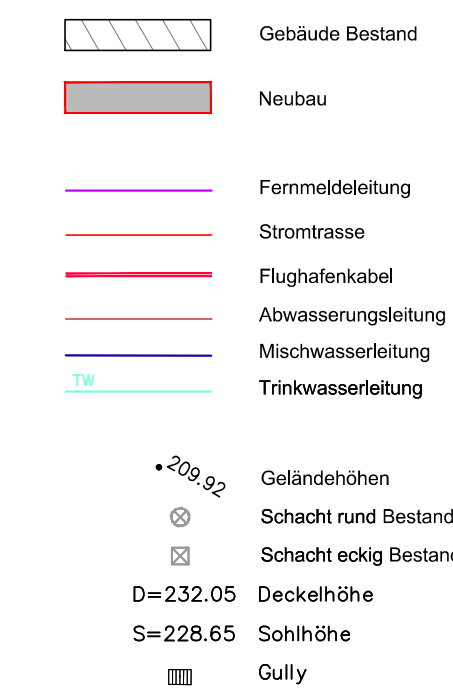 Gebäude Bestand
Neubau
Fernmeldeleitung
Stromtrasse
Flughafenkabel
Abwasserungsleitung
Mischwasserleitung
TW Trinkwasserleitung
209.92 Geländehöhen
Schacht rund Bestand
Schacht eckig Bestand
D=232.05 Deckelhöhe
S=228.65 Sohlhöhe
Gully